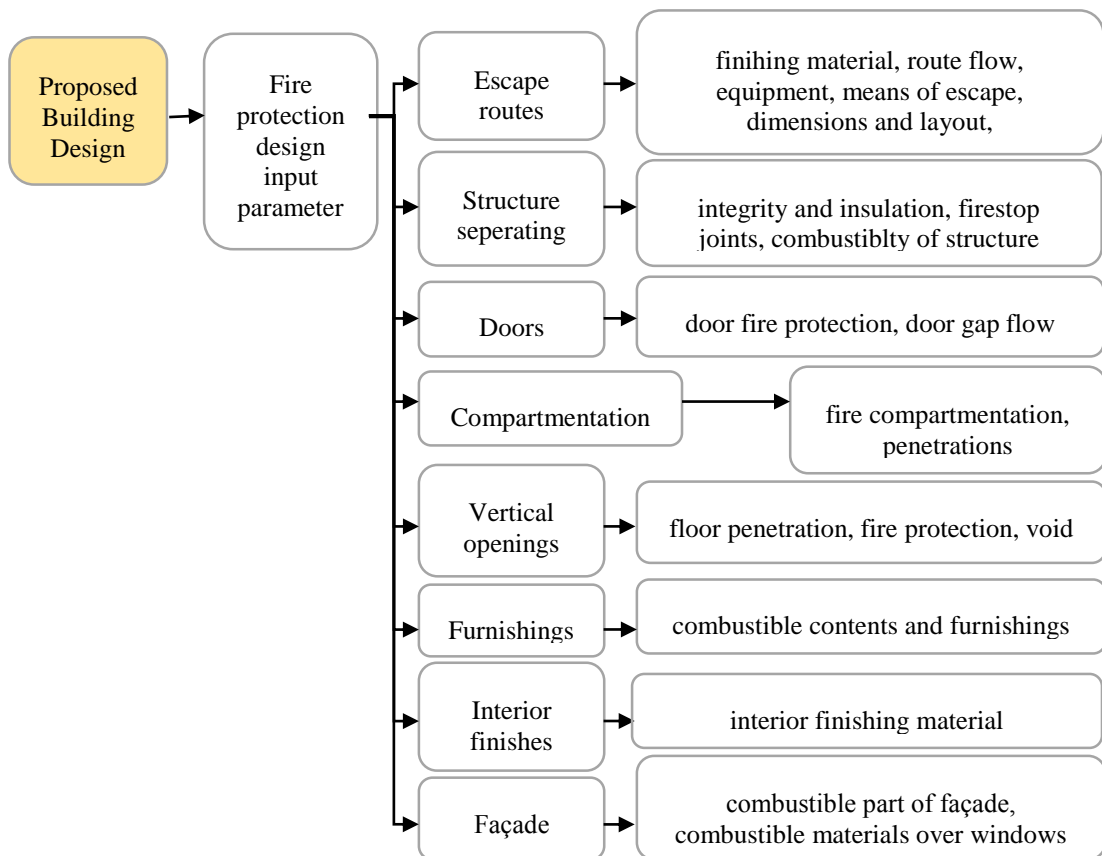 Proposed
Building
Design
Fire
protection
design
input
parameter
Escape
routes
finihing material, route flow,
equipment, means of escape,
dimensions and layout,
Structure
seperating
integrity and insulation, firestop
joints, combustiblty of structure
Doors
door fire protection, door gap flow
Compartmentation
fire compartmentation,
penetrations
Vertical
openings
floor penetration, fire protection, void
Furnishings
combustible contents and furnishings
Interior
finishes
interior finishing material
Façade
combustible part of façade,
combustible materials over windows